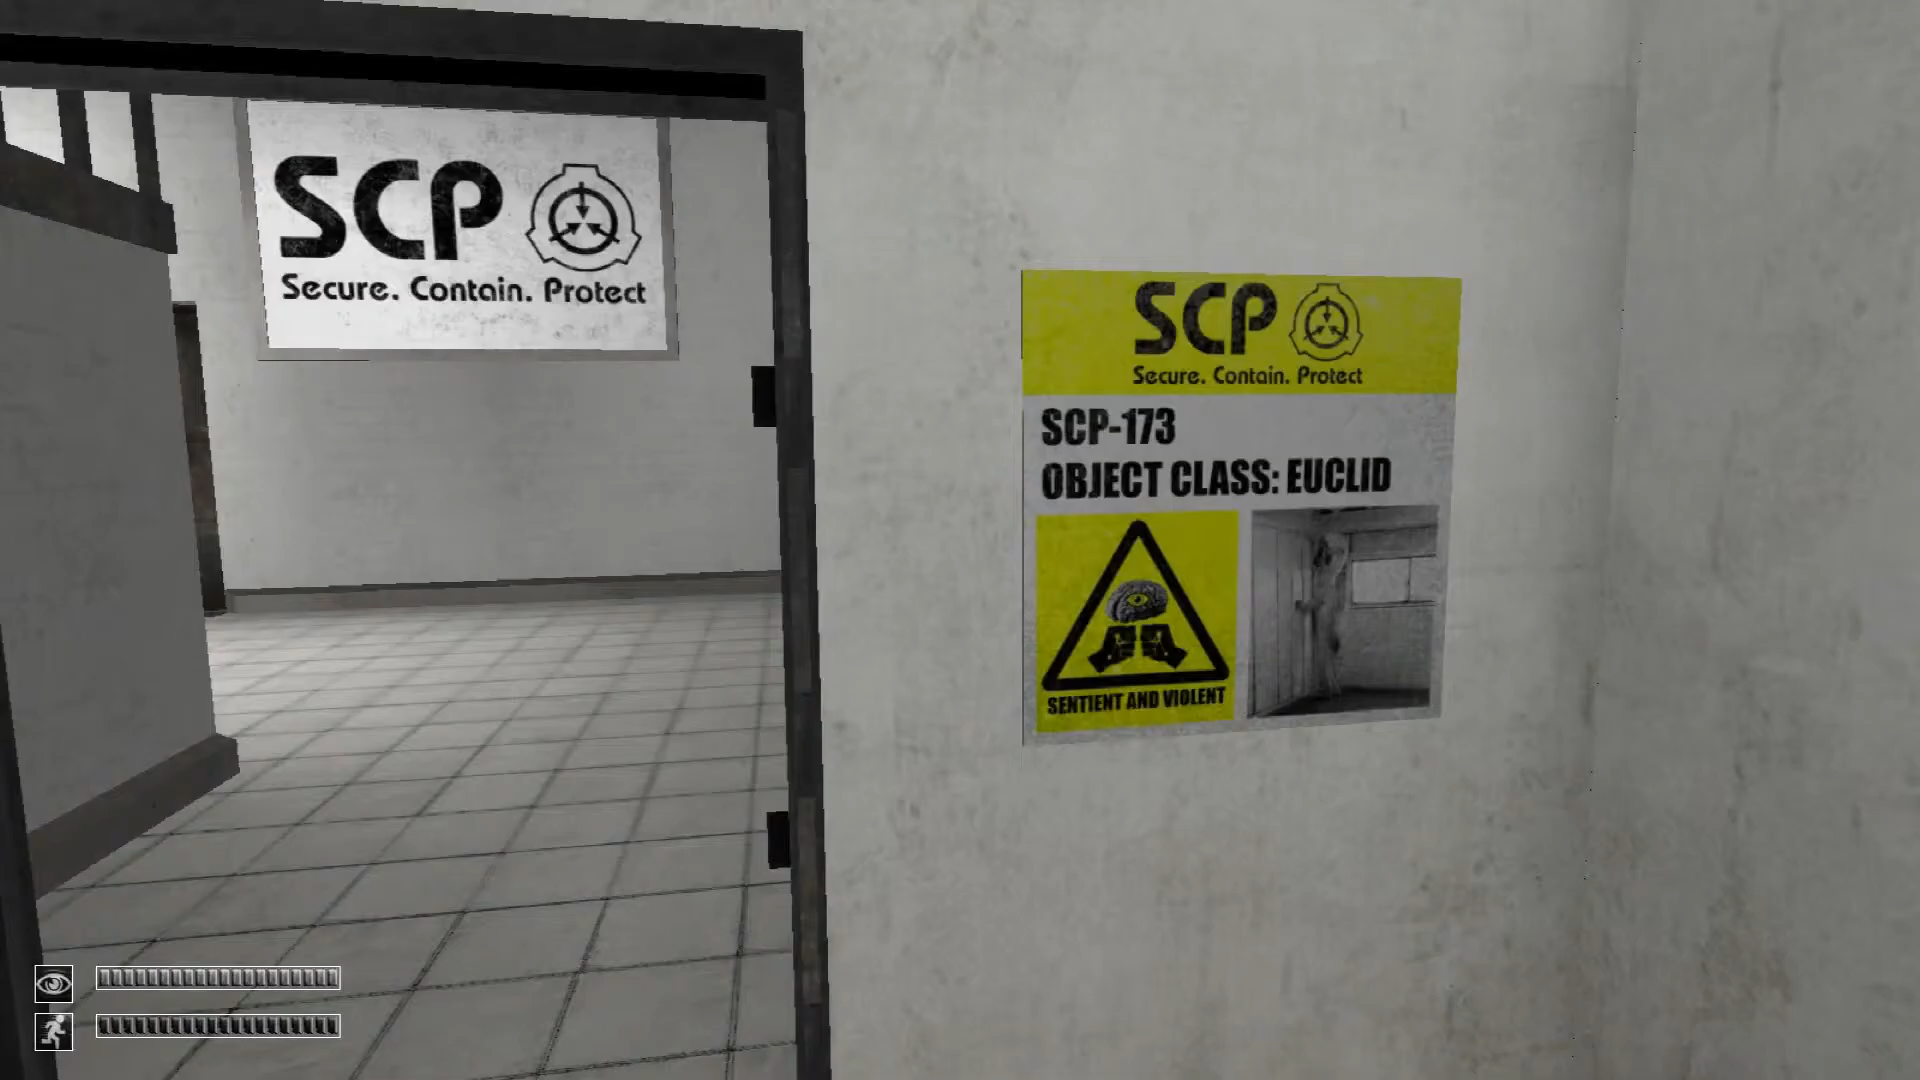 SCP
Secure. Contain. Protect
SCP
Secure. Contain. Protect
SCP-173
OBJECT CLASS: EUCLID
SENTIENT AND VIOLENT